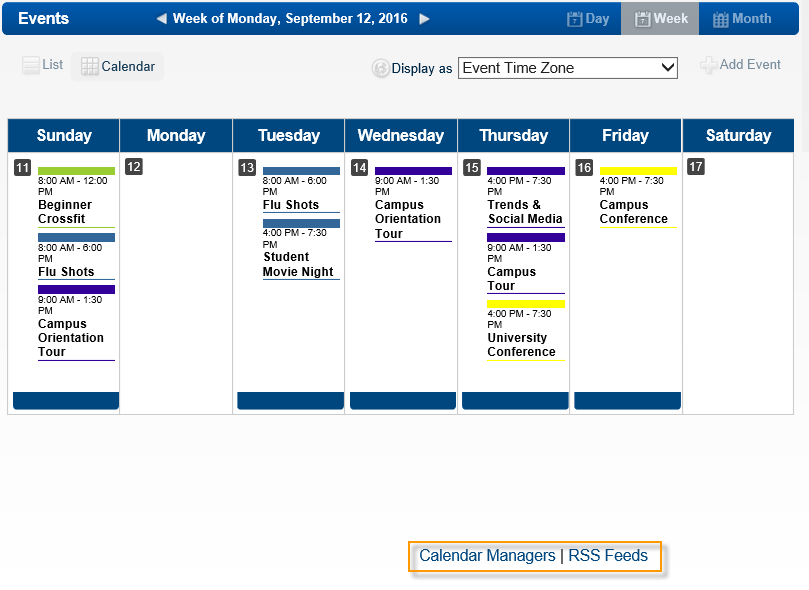 Events
Week of Monday, September 12, 2016
Day
Week
Month
List
Calendar
Display as
Event Time Zone
Add Event
Sunday
Monday
Tuesday
Wednesday
Thursday
Friday
Saturday
11
8:00 AM - 12:00
PM
Beginner
Crossfit
8:00 AM - 6:00
PM
Flu Shots
9:00 AM - 1:30
PM
Campus
Orientation
Tour
12
13
8:00 AM - 6:00
PM
Flu Shots
4:00 PM - 7:30
PM
Student
Movie Night
14
9:00 AM - 1:30
PM
Campus
Orientation
Tour
15
4:00 PM - 7:30
PM
Trends &
Social Media
9:00 AM - 1:30
PM
Campus
Tour
4:00 PM - 7:30
PM
University
Conference
16
4:00 PM - 7:30
PM
Campus
Conference
17
Calendar Managers | RSS Feeds